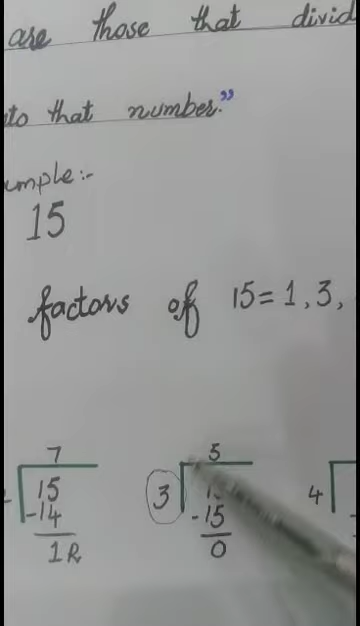 are those that divid
to that number."
mple:-
15
factors of 15=1,3,
7 5
15 3 4
-14 -15
1R 0